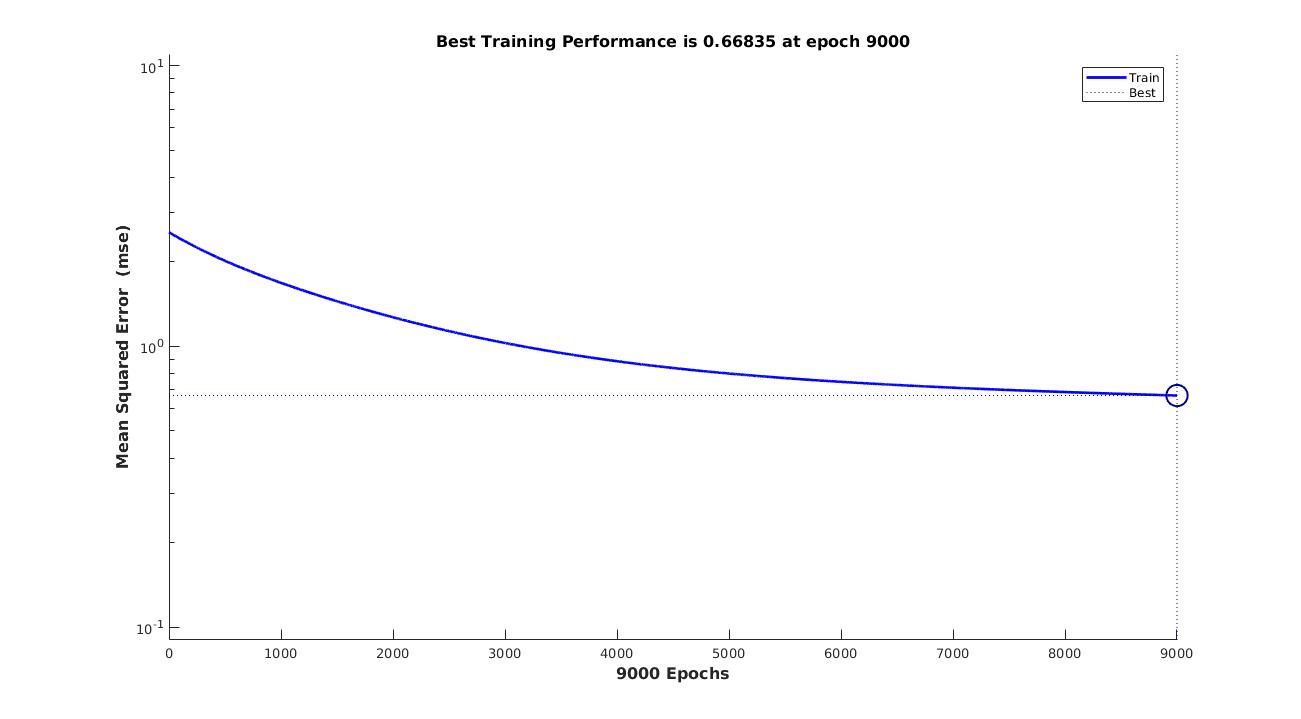 Best Training Performance is 0.66835 at epoch 9000
Train
Best
Mean Squared Error (mse)
10^1
10^0
10^-1
0 1000 2000 3000 4000 5000 6000 7000 8000 9000
9000 Epochs